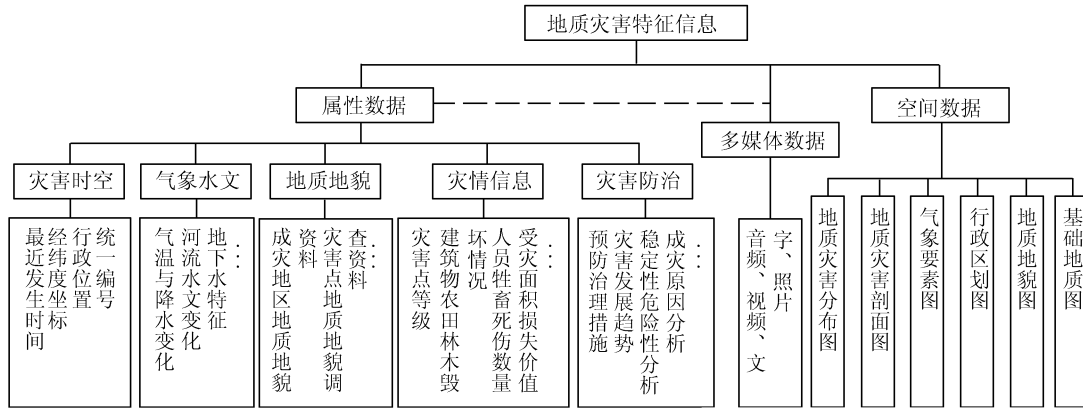 地质灾害特征信息
属性数据
多媒体数据
空间数据
灾害时空
气象水文
地质地貌
灾情信息
灾害防治
最近发生时间
经纬度坐标
行政位置
统一编号
气温与降水变化
河流水文变化
地下水特征
…
成灾地区地质地貌
资料
灾害点地质地貌调
查资料
…
灾害点等级
建筑物农田林木毁
坏情况
人员牲畜死伤数量
受灾面积损失价值
…
预防治理措施
灾害发展趋势
稳定性危险性分析
成灾原因分析
…
音频、视频、文
字、照片
地质灾害分布图
地质灾害剖面图
气象要素图
行政区划图
地质地貌图
基础地质图